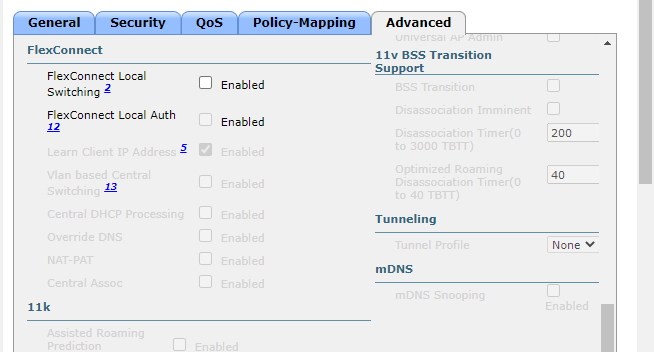 General Security QoS Policy-Mapping Advanced
FlexConnect
FlexConnect Local
Switching 2 Enabled
FlexConnect Local Auth
12 Enabled
Learn Client IP Address 5 Enabled
Vlan based Central
Switching 13 Enabled
Central DHCP Processing Enabled
Override DNS Enabled
NAT-PAT Enabled
Central Assoc Enabled
11k
Assisted Roaming
Prediction Enabled
Universal AP Admin
11v BSS Transition
Support
BSS Transition
Disassociation Imminent
Disassociation Timer(0
to 3000 TBTT) 200
Optimized Roaming
Disassociation Timer(0
to 40 TBTT) 40
Tunneling
Tunnel Profile None
mDNS
mDNS Snooping
Enabled